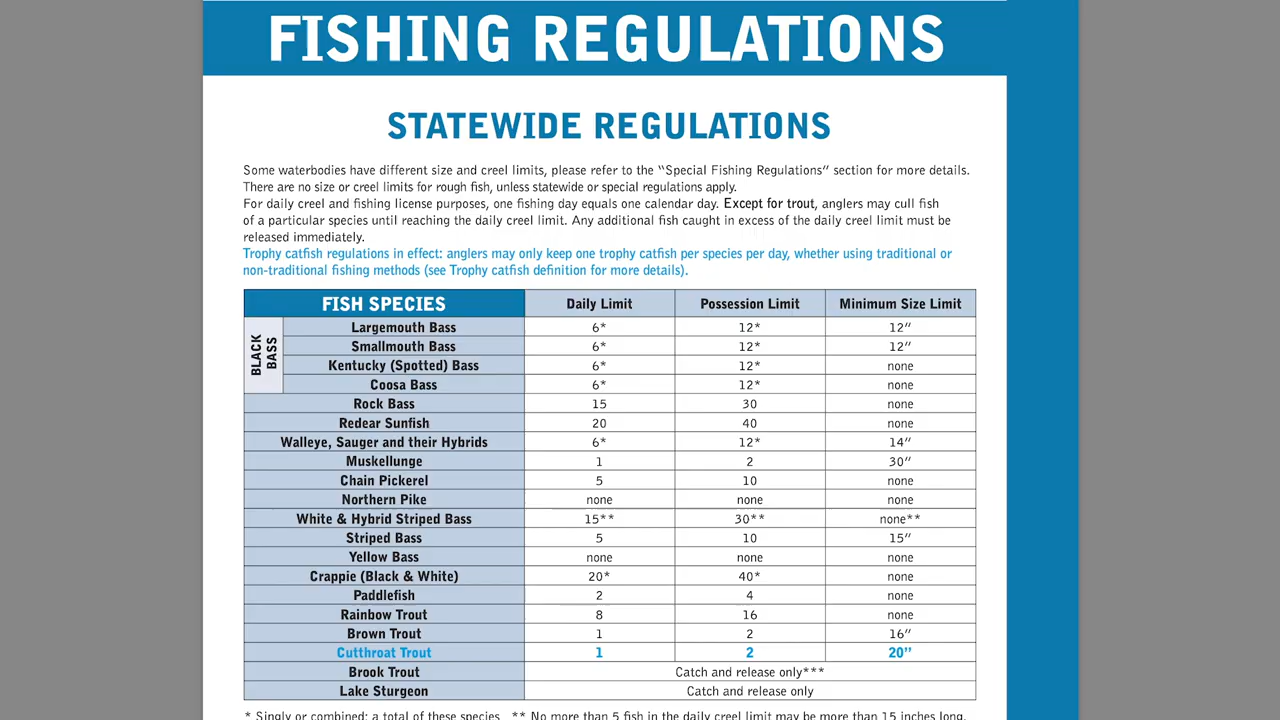 FISHING REGULATIONS
STATEWIDE REGULATIONS
Some waterbodies have different size and creel limits, please refer to the “Special Fishing Regulations” section for more details.
There are no size or creel limits for rough fish, unless statewide or special regulations apply.
For daily creel and fishing license purposes, one fishing day equals one calendar day. Except for trout, anglers may cull fish
of a particular species until reaching the daily creel limit. Any additional fish caught in excess of the daily creel limit must be
released immediately.
Trophy catfish regulations in effect: anglers may only keep one trophy catfish per species per day, whether using traditional or
non-traditional fishing methods (see Trophy catfish definition for more details).
FISH SPECIES Daily Limit Possession Limit Minimum Size Limit
BLACK BASS
Largemouth Bass 6* 12* 12”
Smallmouth Bass 6* 12* 12”
Kentucky (Spotted) Bass 6* 12* none
Coosa Bass 6* 12* none
Rock Bass 15 30 none
Redear Sunfish 20 40 none
Walleye, Sauger and their Hybrids 6* 12* 14”
Muskellunge 1 2 30”
Chain Pickerel 5 10 none
Northern Pike none none none
White & Hybrid Striped Bass 15** 30** none**
Striped Bass 5 10 15”
Yellow Bass none none none
Crappie (Black & White) 20* 40* none
Paddlefish 2 4 none
Rainbow Trout 8 16 none
Brown Trout 1 2 16”
Cutthroat Trout 1 2 20”
Brook Trout Catch and release only***
Lake Sturgeon Catch and release only
* Singly or combined; a total of these species ** No more than 5 fish in the daily creel limit may be more than 15 inches long.